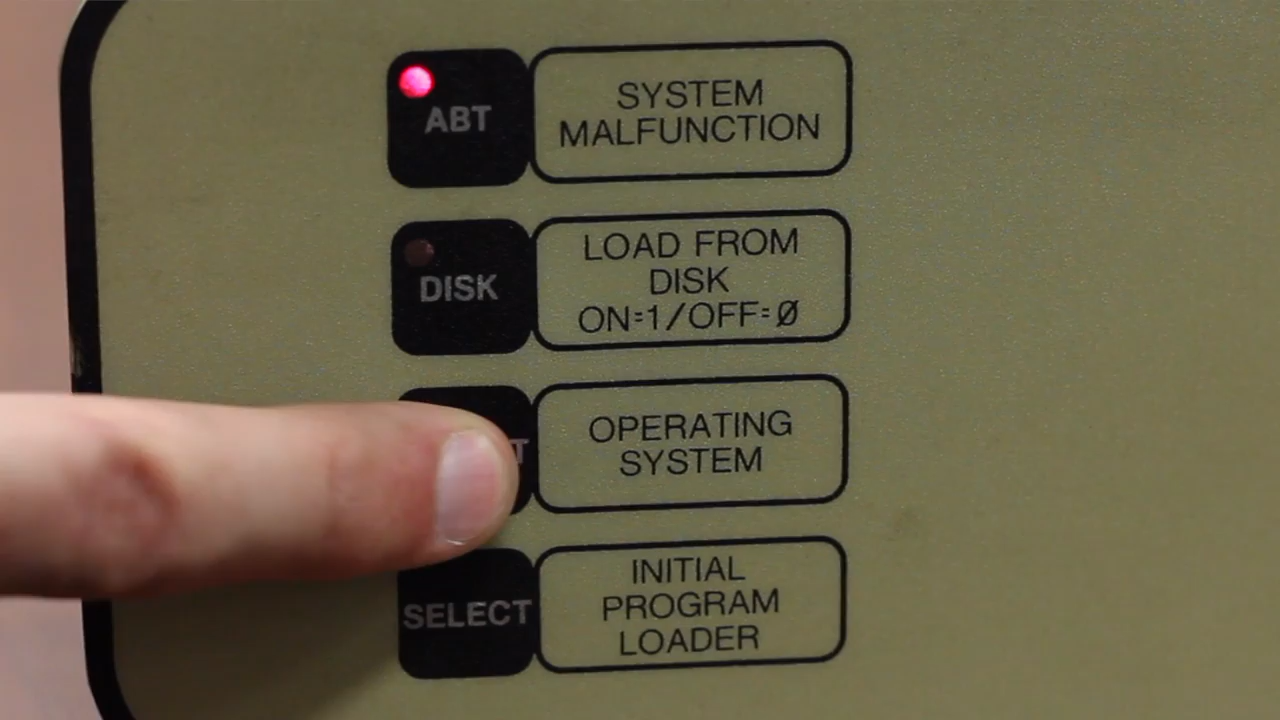 ABT
SYSTEM
MALFUNCTION
DISK
LOAD FROM
DISK
ON=1/OFF=Ø
OPERATING
SYSTEM
SELECT
INITIAL
PROGRAM
LOADER